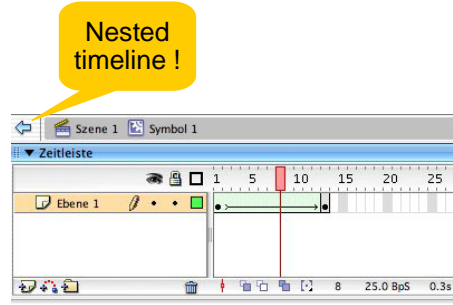 Nested
timeline !
Szene 1 Symbol 1
Zeitleiste
1 5 10 15 20 25
Ebene 1
8 25.0 BpS 0.3s